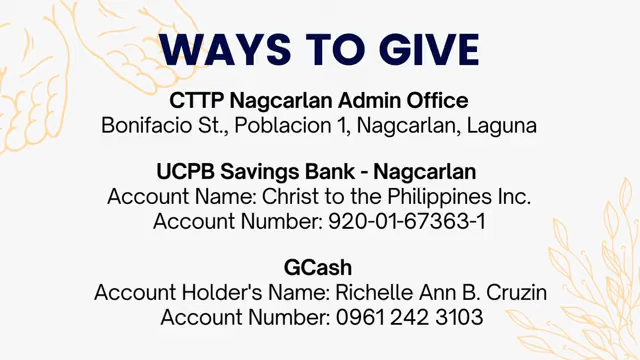 WAYS TO GIVE
CTTP Nagcarlan Admin Office
Bonifacio St., Poblacion 1, Nagcarlan, Laguna
UCPB Savings Bank - Nagcarlan
Account Name: Christ to the Philippines Inc.
Account Number: 920-01-67363-1
GCash
Account Holder's Name: Richelle Ann B. Cruzin
Account Number: 0961 242 3103